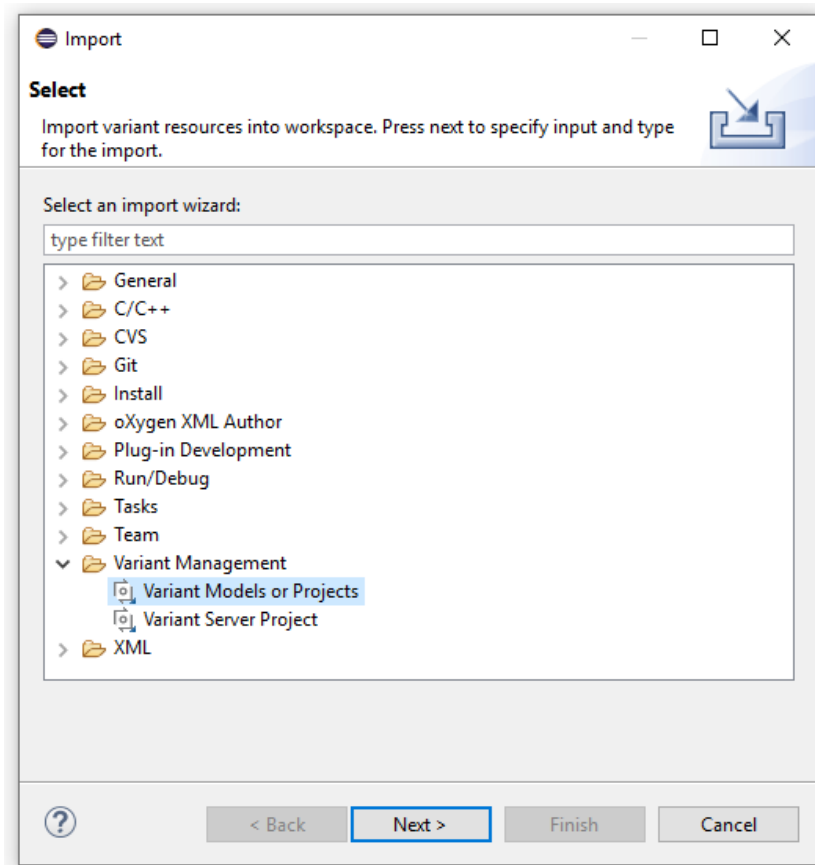 Import
Select
Import variant resources into workspace. Press next to specify input and type
for the import.
Select an import wizard:
type filter text
General
C/C++
CVS
Git
Install
oXygen XML Author
Plug-in Development
Run/Debug
Tasks
Team
Variant Management
Variant Models or Projects
Variant Server Project
XML
? < Back Next > Finish Cancel